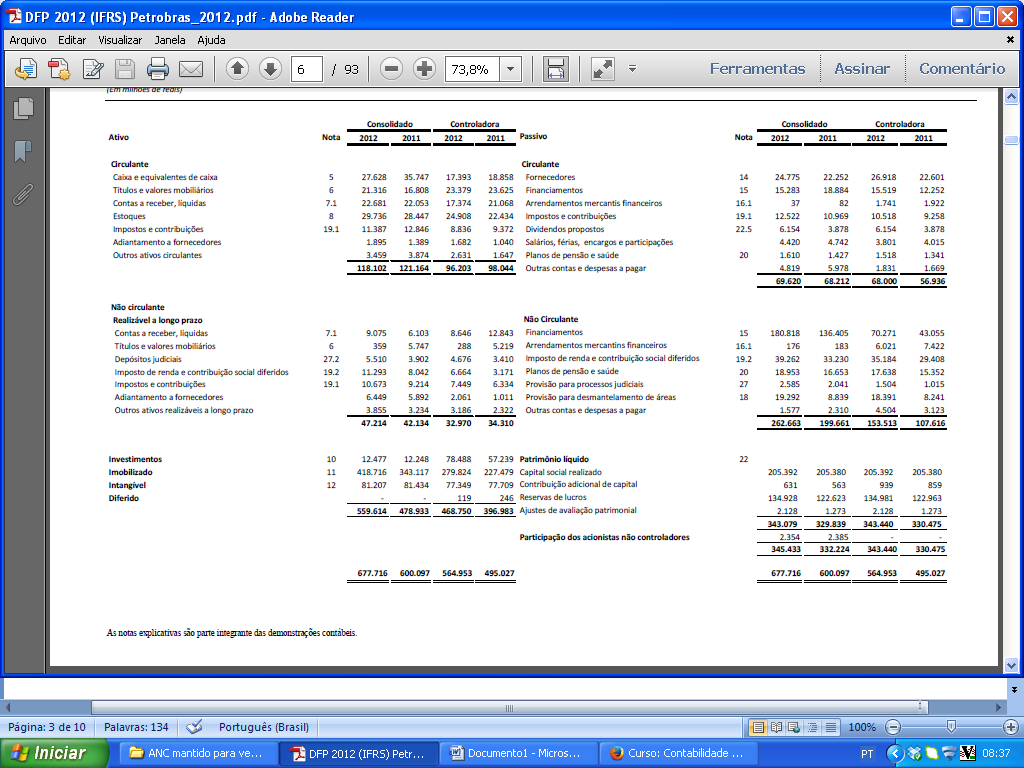 DFP 2012 (IFRS) Petrobras_2012.pdf - Adobe Reader
Arquivo Editar Visualizar Janela Ajuda
6 / 93 73,8% Ferramentas Assinar Comentário
(Em milhões de reais)
Consolidado Controladora Consolidado Controladora
Ativo Nota 2012 2011 2012 2011 Passivo Nota 2012 2011 2012 2011
Circulante Circulante
Caixa e equivalentes de caixa 5 27.628 35.747 17.393 18.858 Fornecedores 14 24.775 22.252 26.918 22.601
Títulos e valores mobiliários 6 21.316 16.808 23.379 23.625 Financiamentos 15 15.283 18.884 15.519 12.252
Contas a receber, líquidas 7.1 22.681 22.053 17.374 21.068 Arrendamentos mercantis financeiros 16.1 37 82 1.741 1.922
Estoques 8 29.736 28.447 24.908 22.434 Impostos e contribuições 19.1 12.522 10.969 10.518 9.258
Impostos e contribuições 19.1 11.387 12.846 8.836 9.372 Dividendos propostos 22.5 6.154 3.878 6.154 3.878
Adiantamento a fornecedores 1.895 1.389 1.682 1.040 Salários, férias, encargos e participações 4.420 4.742 3.801 4.015
Outros ativos circulantes 3.459 3.874 2.631 1.647 Planos de pensão e saúde 20 1.610 1.427 1.518 1.341
118.102 121.164 96.203 98.044 Outras contas e despesas a pagar 4.819 5.978 1.831 1.669
69.620 68.212 68.000 56.936
Não circulante
Realizável a longo prazo Não Circulante
Contas a receber, líquidas 7.1 9.075 6.103 8.646 12.843 Financiamentos 15 180.818 136.405 70.271 43.055
Títulos e valores mobiliários 6 359 5.747 288 5.219 Arrendamentos mercantins financeiros 16.1 176 183 6.021 7.422
Depósitos judiciais 27.2 5.510 3.902 4.676 3.410 Imposto de renda e contribuição social diferidos 19.2 39.262 33.230 35.184 29.408
Imposto de renda e contribuição social diferidos 19.2 11.293 8.042 6.664 3.171 Planos de pensão e saúde 20 18.953 16.653 17.638 15.352
Impostos e contribuições 19.1 10.673 9.214 7.449 6.334 Provisão para processos judiciais 27 2.585 2.041 1.504 1.015
Adiantamento a fornecedores 6.449 5.892 2.061 1.011 Provisão para desmantelamento de áreas 18 19.292 8.839 18.391 8.241
Outros ativos realizáveis a longo prazo 3.855 3.234 3.186 2.322 Outras contas e despesas a pagar 1.577 2.310 4.504 3.123
47.214 42.134 32.970 34.310 262.663 199.661 153.513 107.616
Investimentos 10 12.477 12.248 78.488 57.239 Patrimônio líquido 22
Imobilizado 11 418.716 343.117 279.824 227.479 Capital social realizado 205.392 205.380 205.392 205.380
Intangível 12 81.207 81.434 77.349 77.709 Contribuição adicional de capital 631 563 939 859
Diferido - - 119 246 Reservas de lucros 134.928 122.623 134.981 122.963
559.614 478.933 468.750 396.983 Ajustes de avaliação patrimonial 2.128 1.273 2.128 1.273
343.079 329.839 343.440 330.475
Participação dos acionistas não controladores 2.354 2.385 - -
345.433 332.224 343.440 330.475
677.716 600.097 564.953 495.027 677.716 600.097 564.953 495.027
As notas explicativas são parte integrante das demonstrações contábeis.
Página: 3 de 10 Palavras: 134 Português (Brasil) 100%
Iniciar ANC mantido para ve... DFP 2012 (IFRS) Petr... Documento1 - Micros... Curso: Contabilidade ... PT 08:37